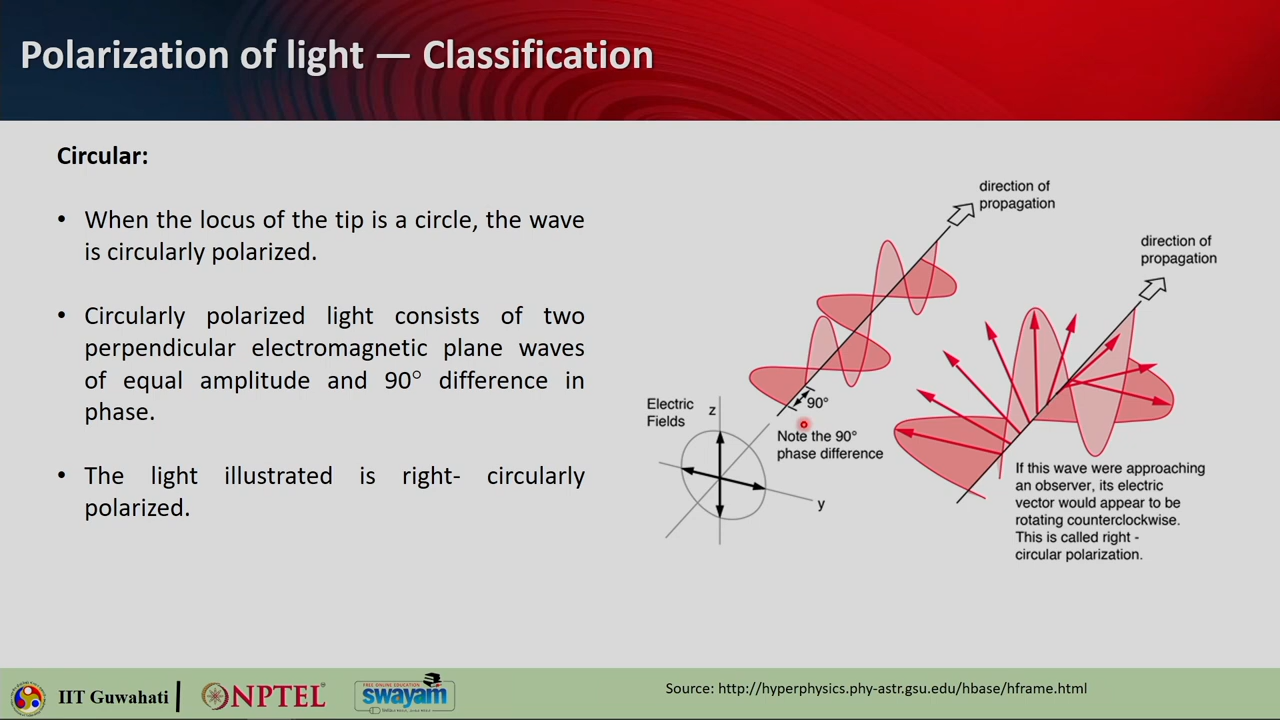 Polarization of light — Classification
Circular:
• When the locus of the tip is a circle, the wave
is circularly polarized.
• Circularly polarized light consists of two
perpendicular electromagnetic plane waves
of equal amplitude and 90° difference in
phase.
• The light illustrated is right- circularly
polarized.
direction of
propagation
direction of
propagation
90°
Electric
Fields
z
y
Note the 90°
phase difference
If this wave were approaching
an observer, its electric
vector would appear to be
rotating counterclockwise.
This is called right -
circular polarization.
IIT Guwahati
NPTEL
FREE ONLINE EDUCATION
swayam
Source: http://hyperphysics.phy-astr.gsu.edu/hbase/hframe.html